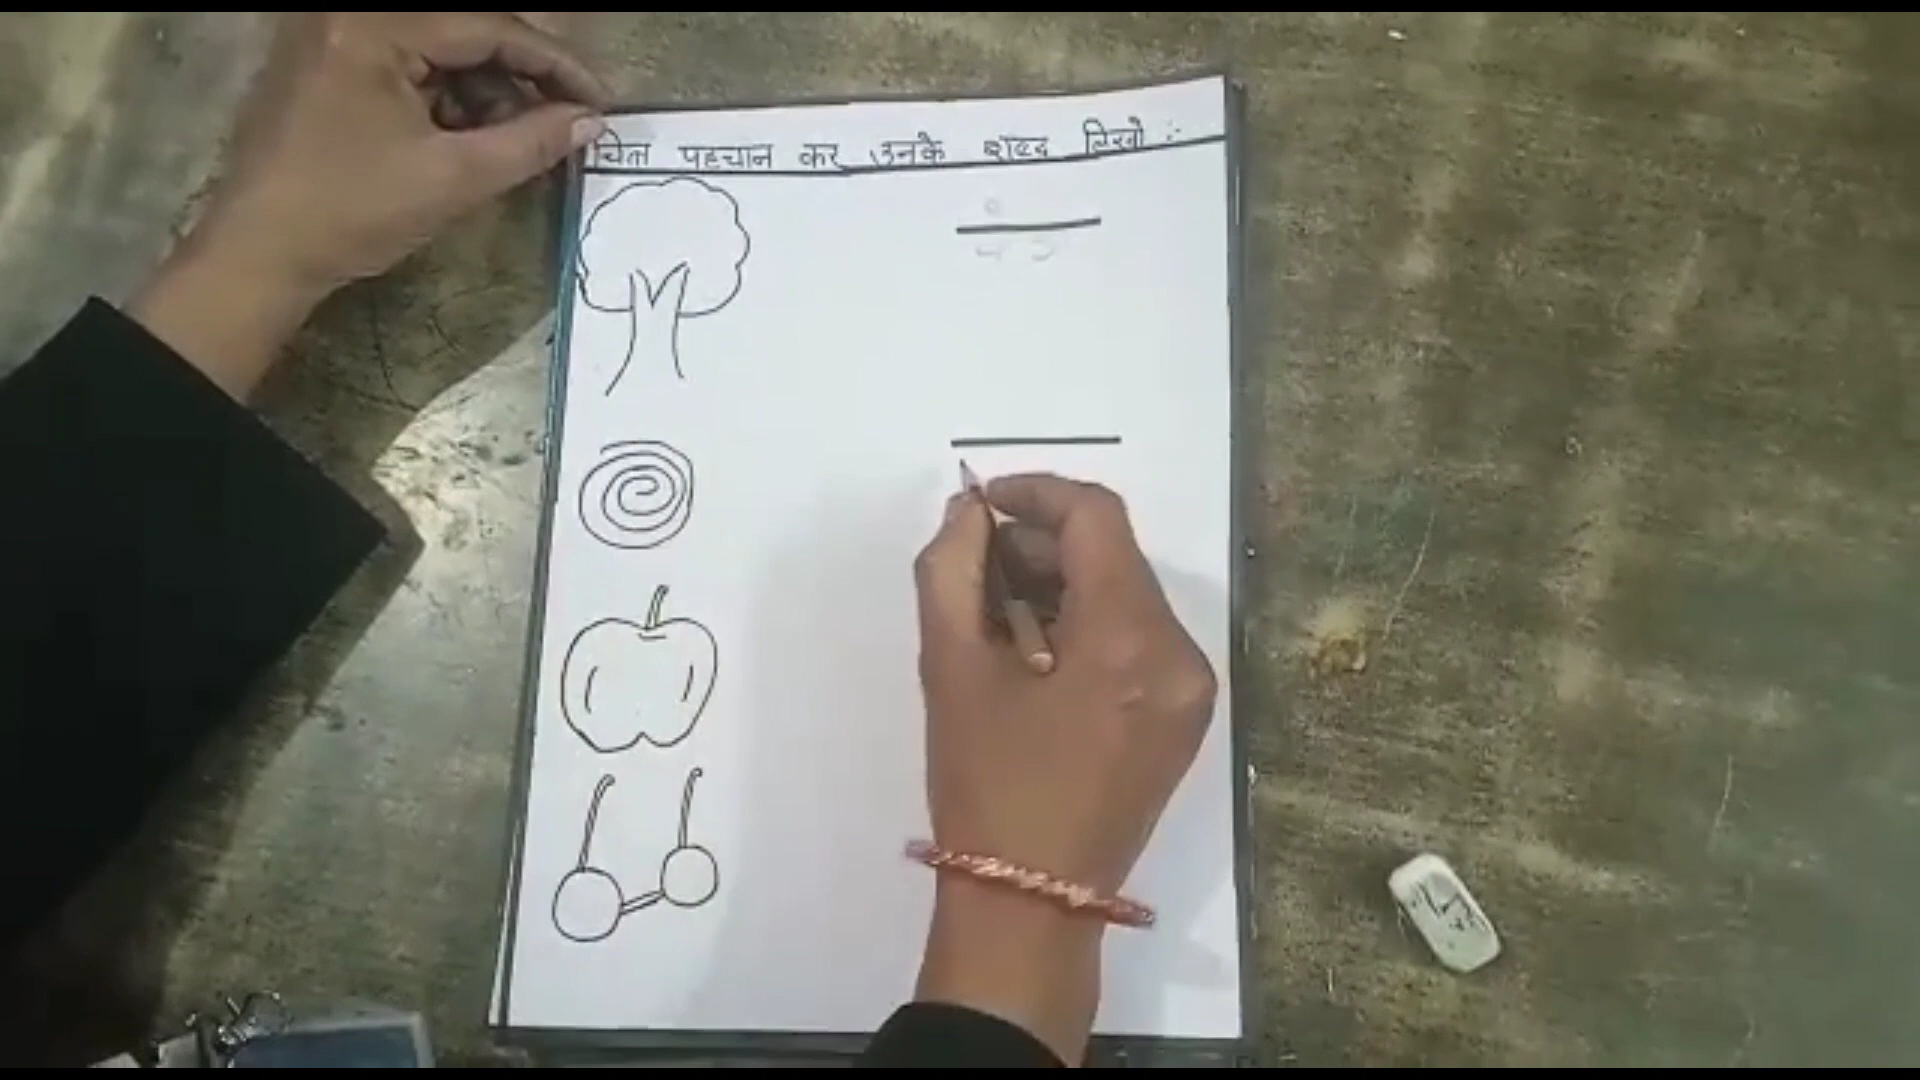 चित्र पहचान कर उनके शब्द लिखो :-